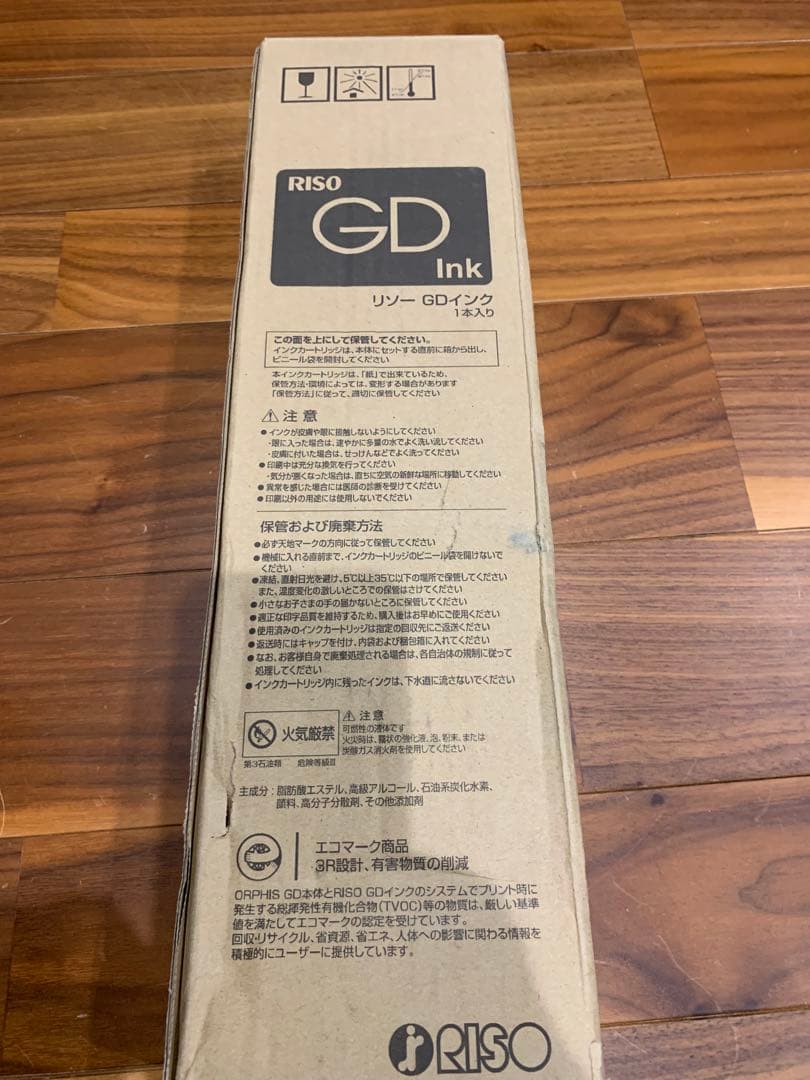 RISO
GD
Ink
リソー GDインク
1本入り
この面を上にして保管してください。
インクカートリッジは、本体にセットする直前に箱から出し、
ビニール袋を開封してください
本インクカートリッジは、「紙」で出来ているため、
保管方法・環境によっては、変形する場合があります
「保管方法」に従って、適切に保管してください
⚠注意
●インクが皮膚や眼に接触しないようにしてください
・眼に入った場合は、速やかに多量の水でよく洗い流してください
・皮膚に付いた場合は、せっけんなどでよく洗ってください
●印刷中は充分な換気を行ってください
・気分が悪くなった場合は、直ちに空気の新鮮な場所に移動してください
●異常を感じた場合には医師の診断を受けてください
●印刷以外の用途には使用しないでください
保管および廃棄方法
●必ず天地マークの方向に従って保管してください
●機械に入れる直前まで、インクカートリッジのビニール袋を開けないで
ください
●凍結、直射日光を避け、5℃以上35℃以下の場所で保管してください
また、温度変化の激しいところでの保管はさけてください
●小さなお子さまの手の届かないところに保管してください
●適正な印字品質を維持するため、購入後はお早めにご使用ください
●使用済みのインクカートリッジは指定の回収先にご返送ください
●返送時にはキャップを付け、内袋および梱包箱に入れてください
●なお、お客様自身で廃棄処理される場合は、各自治体の規制に従って
処理してください
●インクカートリッジ内に残ったインクは、下水道に流さないでください
火気厳禁
第3石油類 危険等級Ⅲ
⚠注意
可燃性の液体です
火災時は、霧状の強化液、泡、粉末、または
炭酸ガス消火剤を使用してください
主成分：脂肪酸エステル、高級アルコール、石油系炭化水素、
顔料、高分子分散剤、その他添加剤
エコマーク商品
3R設計、有害物質の削減
ORPHIS GD本体とRISO GDインクのシステムでプリント時に
発生する総揮発性有機化合物(TVOC)等の物質は、厳しい基準
値を満たしてエコマークの認定を受けています。
回収・リサイクル、省資源、省エネ、人体への影響に関わる情報を
積極的にユーザーに提供しています。
RISO